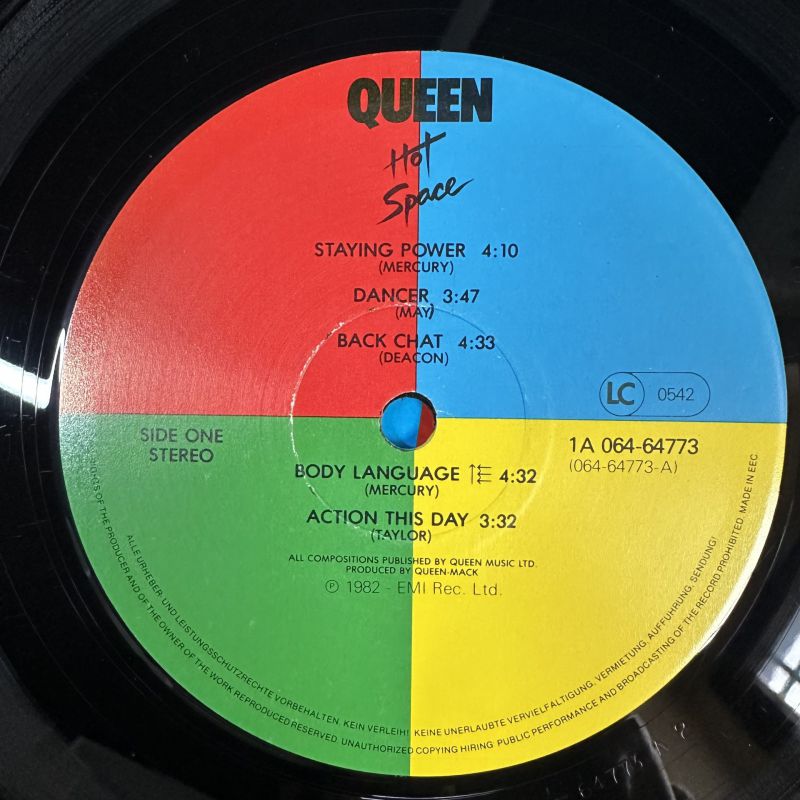 QUEEN
Hot
Space
STAYING POWER 4:10
(MERCURY)
DANCER 3:47
(MAY)
BACK CHAT 4:33
(DEACON)
LC 0542
SIDE ONE
STEREO
1A 064-64773
(064-64773-A)
BODY LANGUAGE 4:32
(MERCURY)
ACTION THIS DAY 3:32
(TAYLOR)
ALL COMPOSITIONS PUBLISHED BY QUEEN MUSIC LTD.
PRODUCED BY QUEEN-MACK
℗ 1982 - EMI Rec. Ltd.
ALLE URHEBER- UND LEISTUNGSSCHUTZRECHTE VORBEHALTEN. KEIN VERLEIH! KEINE UNERLAUBTE VERVIELFÄLTIGUNG, VERMIETUNG, AUFFÜHRUNG, SENDUNG!
OF THE PRODUCER AND OF THE OWNER OF THE WORK REPRODUCED RESERVED. UNAUTHORIZED COPYING HIRING PUBLIC PERFORMANCE AND BROADCASTING OF THE RECORD PROHIBITED. MADE IN EEC